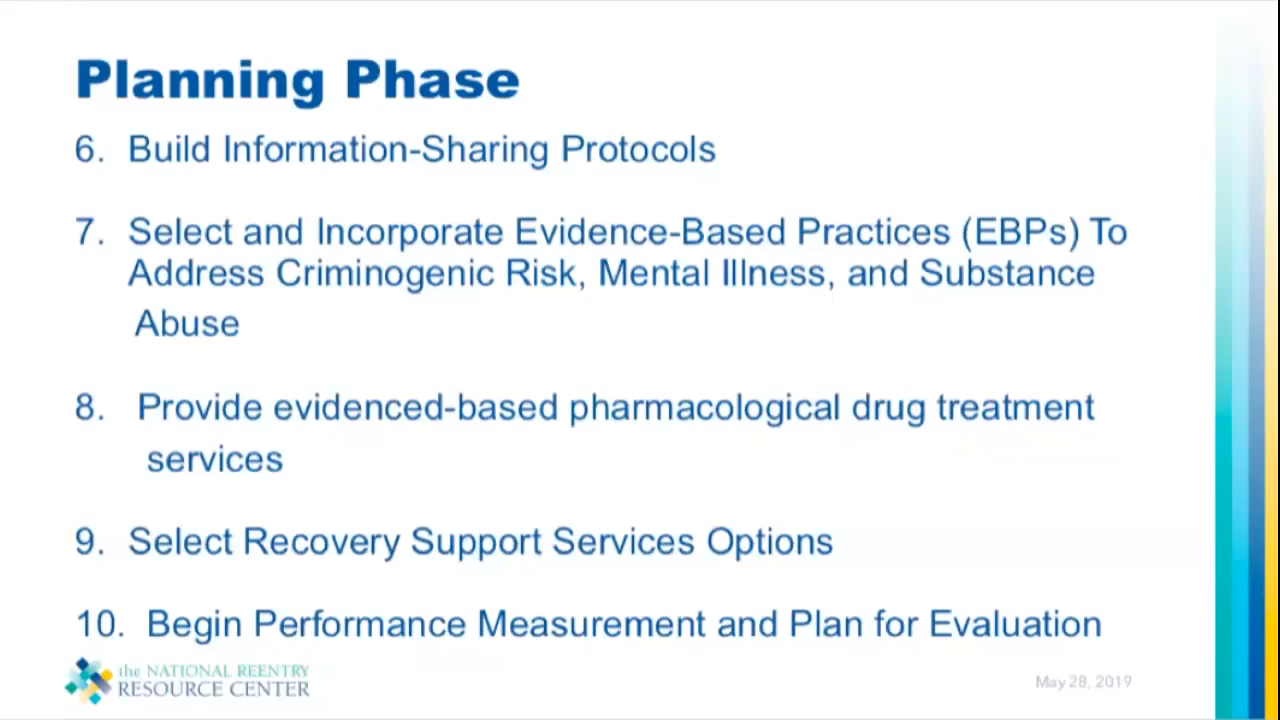 Planning Phase
6. Build Information-Sharing Protocols
7. Select and Incorporate Evidence-Based Practices (EBPs) To
Address Criminogenic Risk, Mental Illness, and Substance
Abuse
8. Provide evidenced-based pharmacological drug treatment
services
9. Select Recovery Support Services Options
10. Begin Performance Measurement and Plan for Evaluation
the NATIONAL REENTRY
RESOURCE CENTER
May 28, 2019